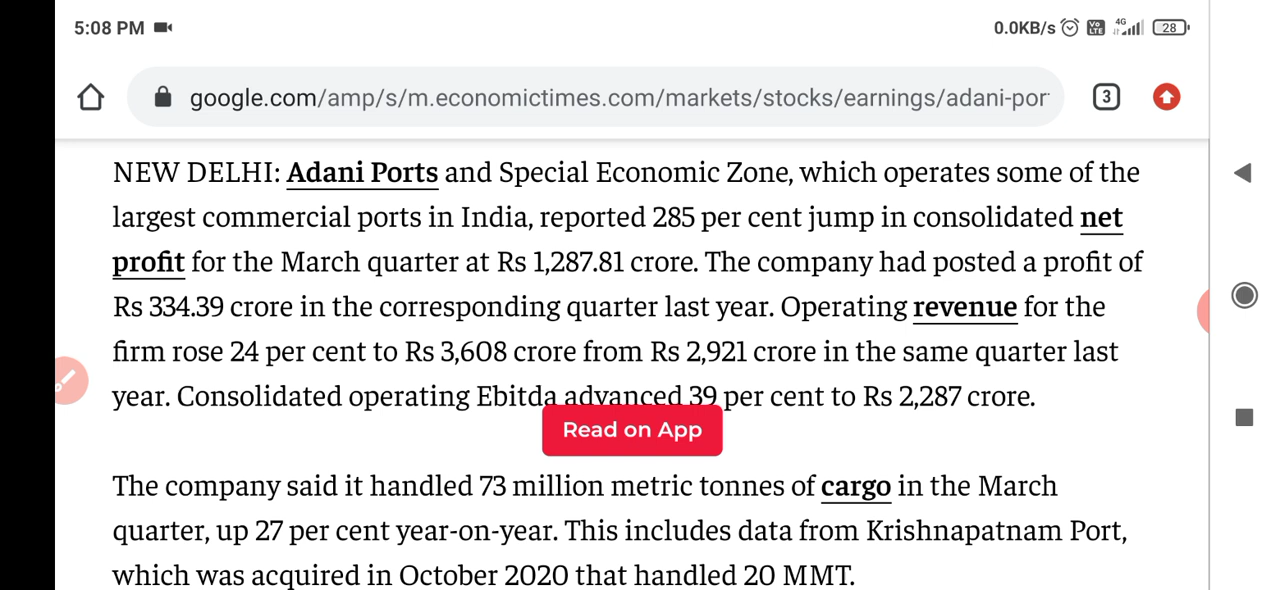 5:08 PM
0.0KB/s Vo LTE 4G 28
google.com/amp/s/m.economictimes.com/markets/stocks/earnings/adani-por
3
NEW DELHI: Adani Ports and Special Economic Zone, which operates some of the
largest commercial ports in India, reported 285 per cent jump in consolidated net
profit for the March quarter at Rs 1,287.81 crore. The company had posted a profit of
Rs 334.39 crore in the corresponding quarter last year. Operating revenue for the
firm rose 24 per cent to Rs 3,608 crore from Rs 2,921 crore in the same quarter last
year. Consolidated operating Ebitda advanced 39 per cent to Rs 2,287 crore.
Read on App
The company said it handled 73 million metric tonnes of cargo in the March
quarter, up 27 per cent year-on-year. This includes data from Krishnapatnam Port,
which was acquired in October 2020 that handled 20 MMT.